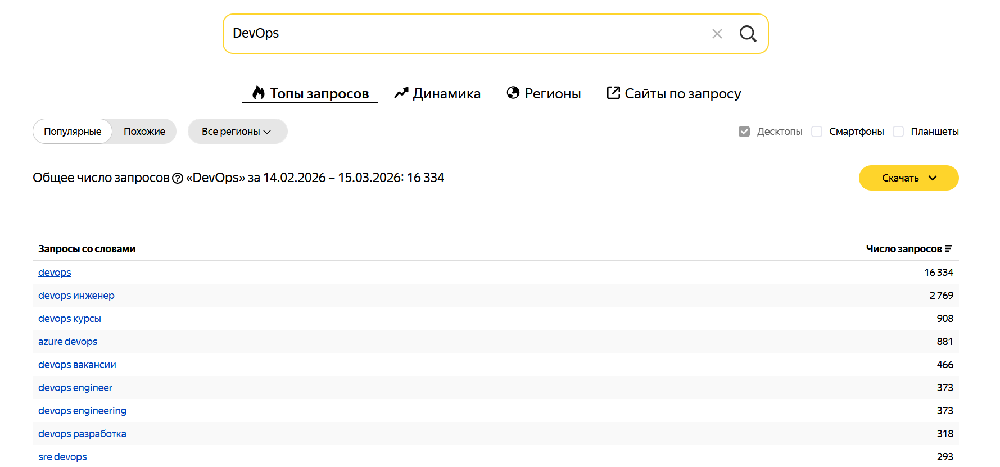 DevOps
Топы запросов Динамика Регионы Сайты по запросу
Популярные Похожие Все регионы Десктопы Смартфоны Планшеты
Общее число запросов ? «DevOps» за 14.02.2026 – 15.03.2026: 16 334 Скачать
Запросы со словами Число запросов
devops 16 334
devops инженер 2 769
devops курсы 908
azure devops 881
devops вакансии 466
devops engineer 373
devops engineering 373
devops разработка 318
sre devops 293